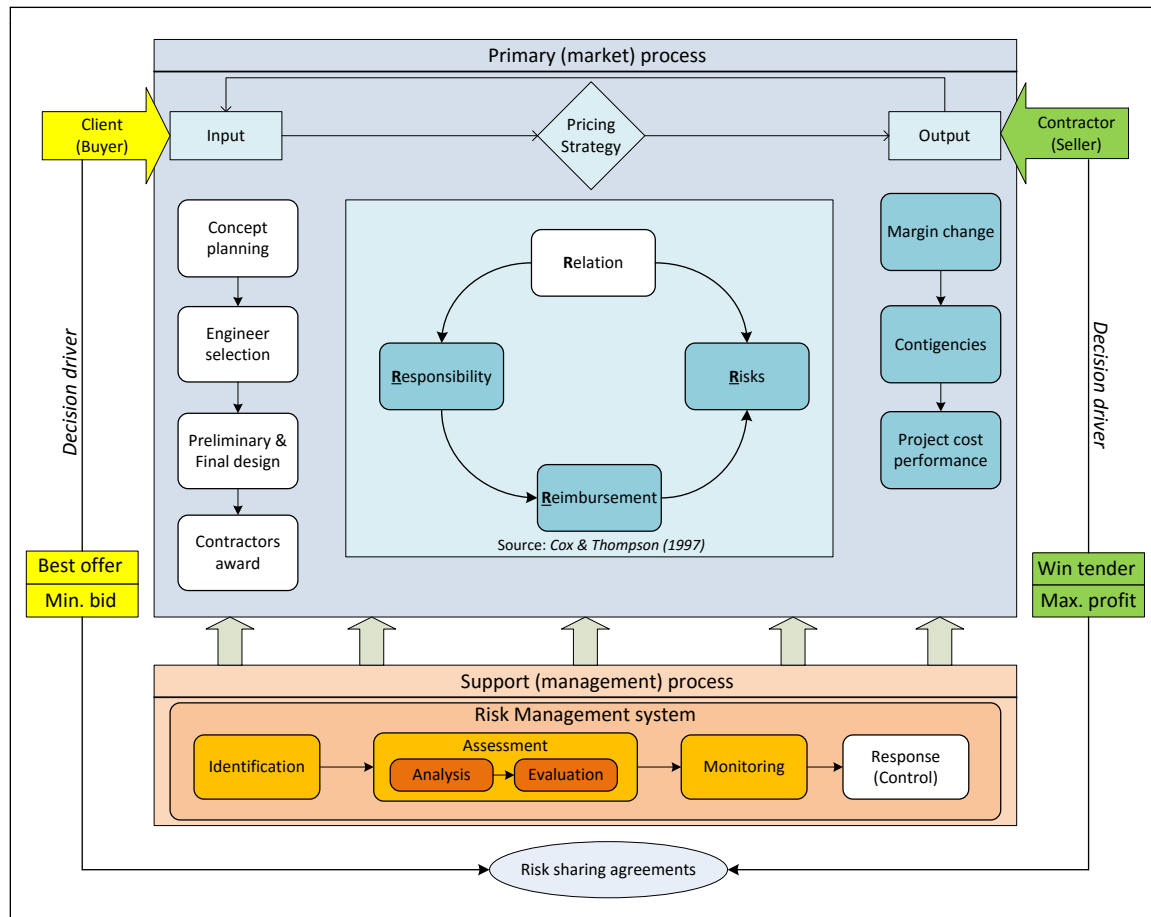 Primary (market) process
Client
(Buyer)
Input
Pricing
Strategy
Output
Contractor
(Seller)
Concept
planning
Engineer
selection
Preliminary &
Final design
Contractors
award
Relation
Responsibility
Risks
Reimbursement
Source: Cox & Thompson (1997)
Margin change
Contigencies
Project cost
performance
Decision driver
Decision driver
Best offer
Min. bid
Win tender
Max. profit
Support (management) process
Risk Management system
Identification
Assessment
Analysis
Evaluation
Monitoring
Response
(Control)
Risk sharing agreements